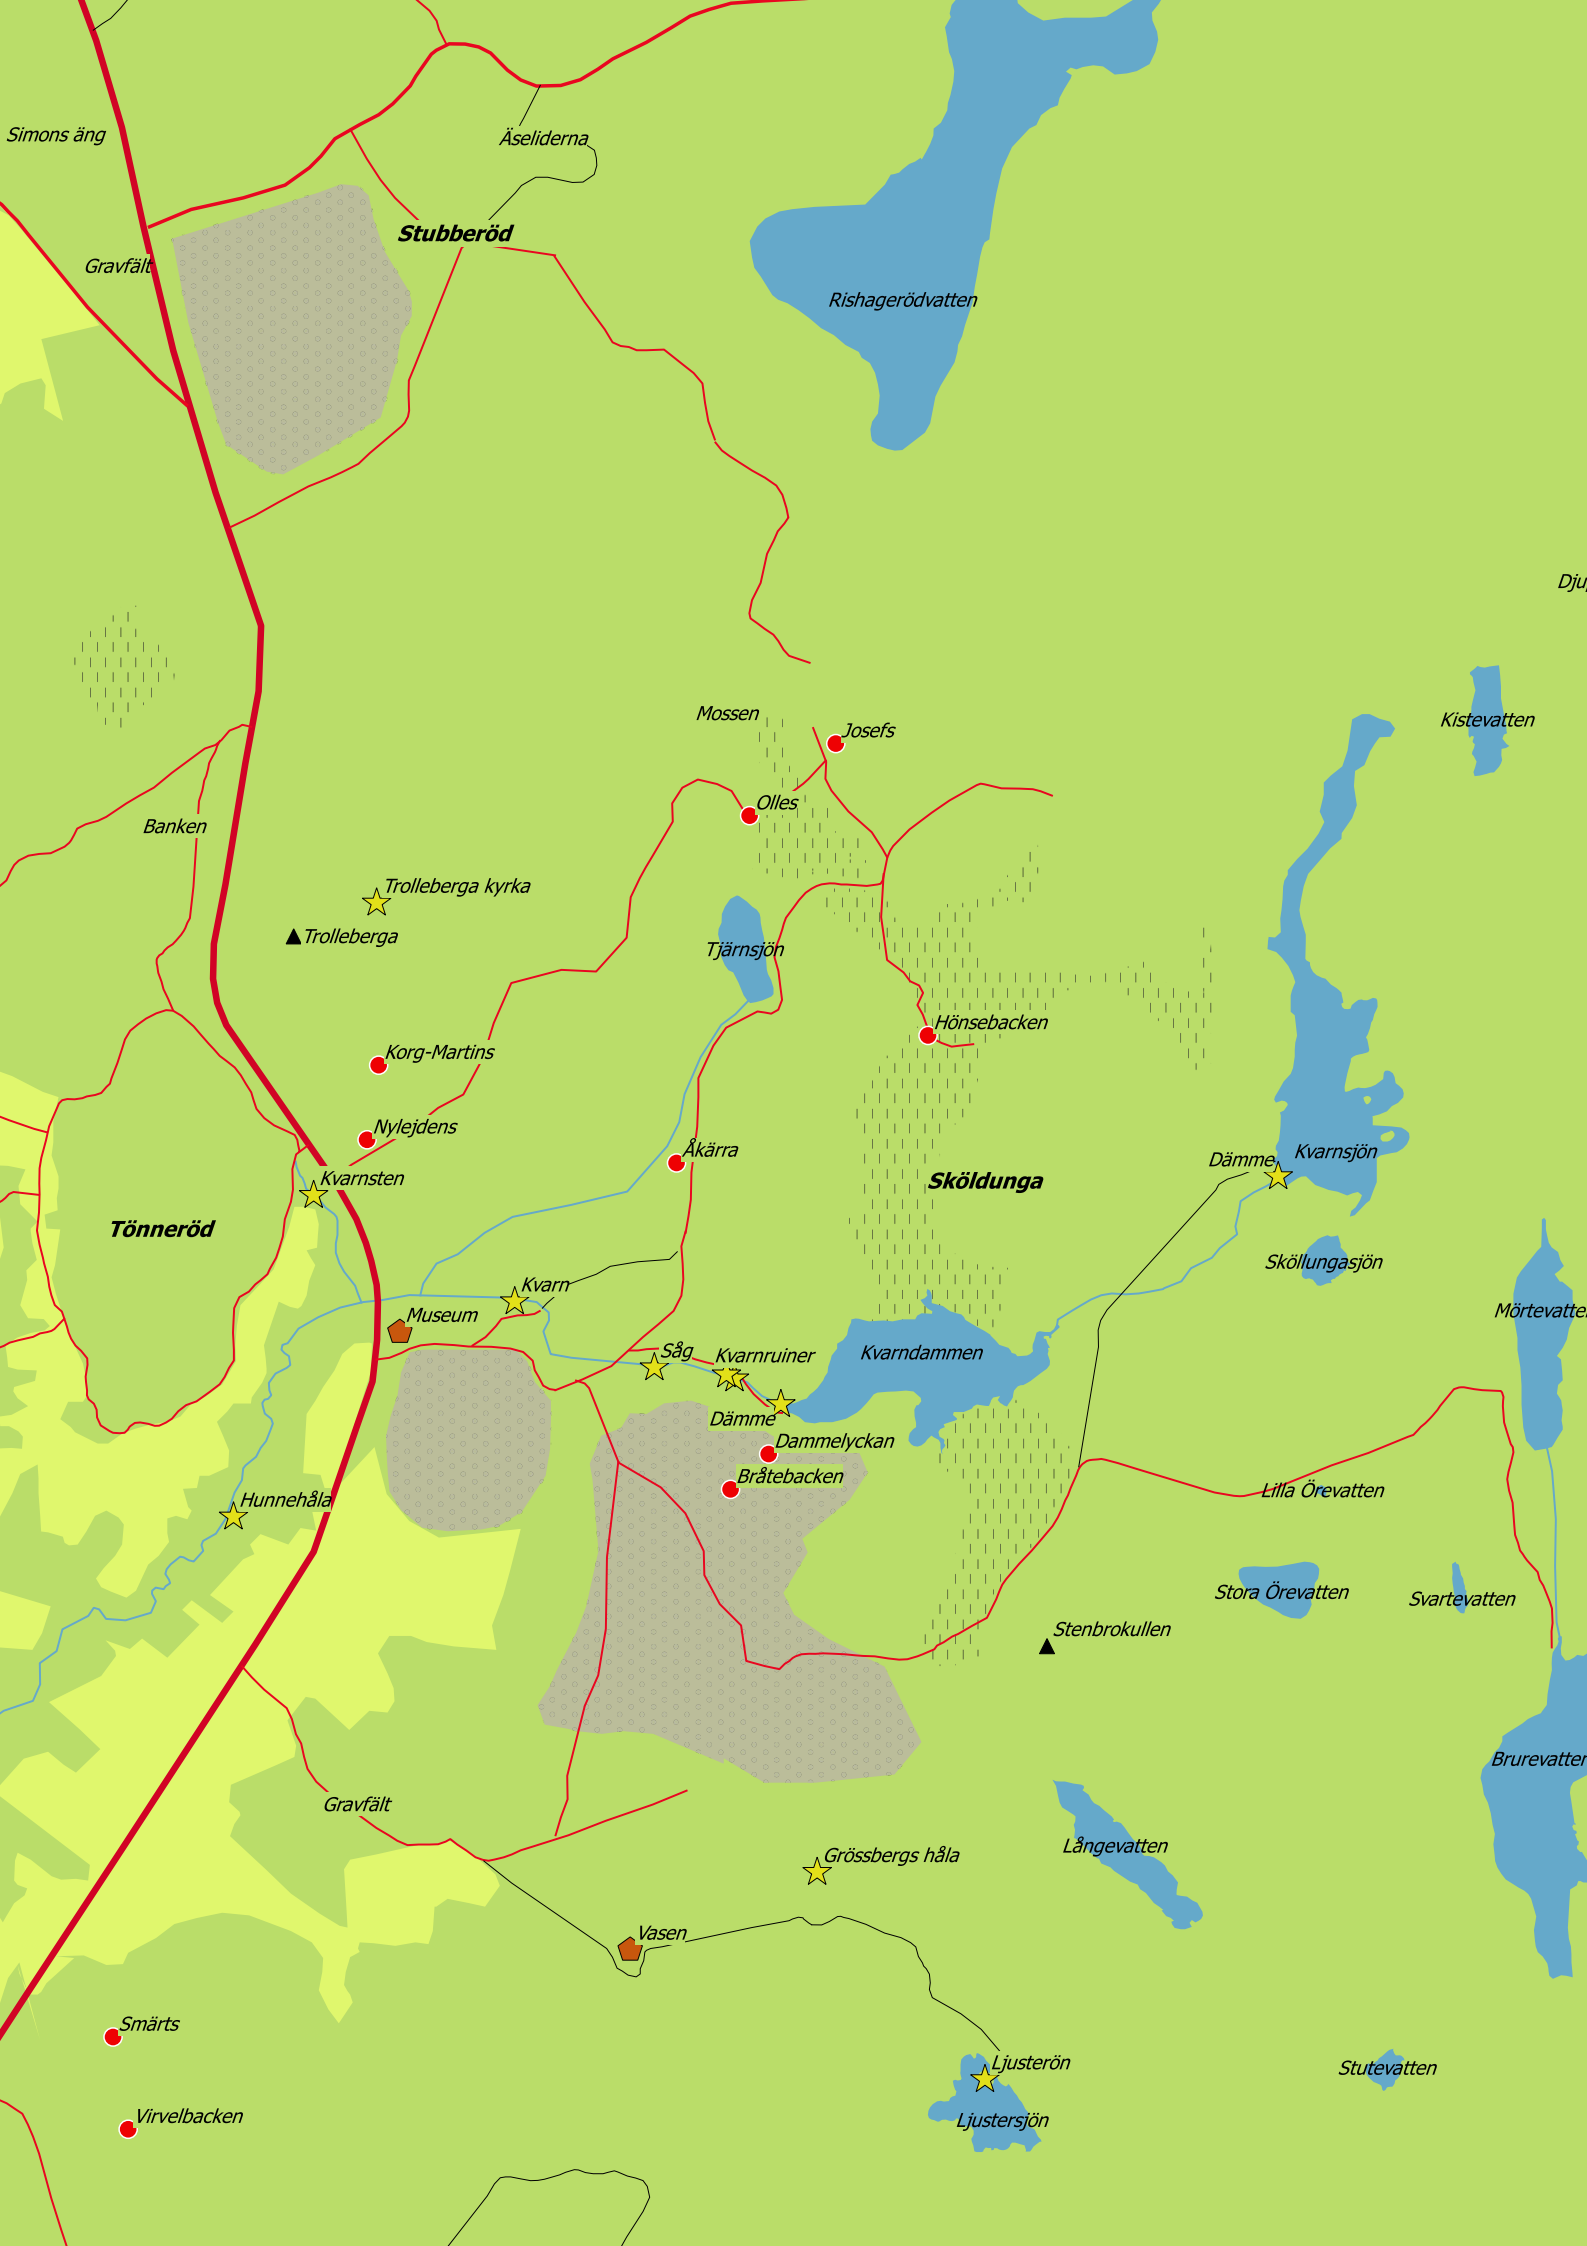 Simons äng
Äseliderna
Stubberöd
Gravfält
Rishagerödvatten
Mossen
Josefs
Kistevatten
Olles
Banken
Trolleberga kyrka
Trolleberga
Tjärnsjön
Hönsebacken
Korg-Martins
Nylejdens
Åkärra
Kvarnsjön
Dämme
Kvarnsten
Sköldunga
Tönneröd
Sköllungasjön
Kvarn
Museum
Mörtevatten
Såg
Kvarnruiner
Kvarndammen
Dämme
Dammelyckan
Bråtebacken
Lilla Örevatten
Hunnehåla
Stora Örevatten
Svartevatten
Stenbrokullen
Brurevatten
Gravfält
Långevatten
Grössbergs håla
Vasen
Smärts
Ljusterön
Stutevatten
Virvelbacken
Ljustersjön